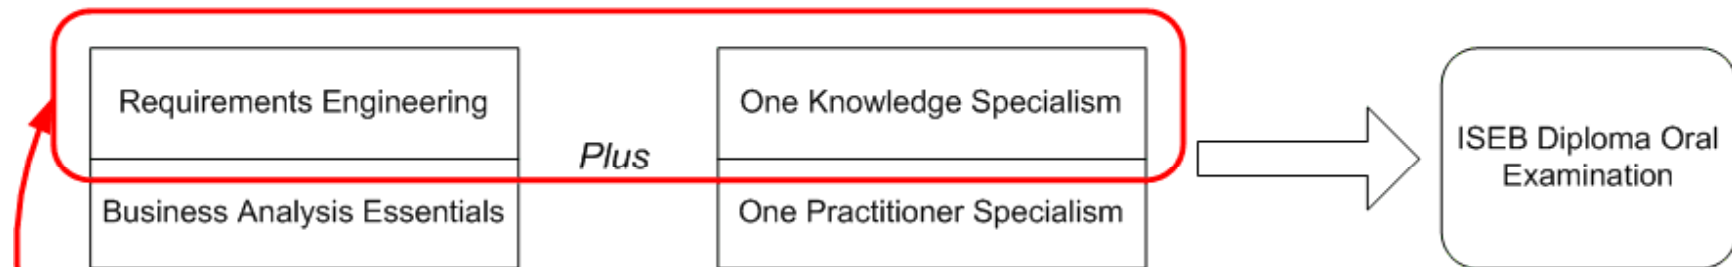 Requirements Engineering
One Knowledge Specialism
Plus
Business Analysis Essentials
One Practitioner Specialism
ISEB Diploma Oral
Examination